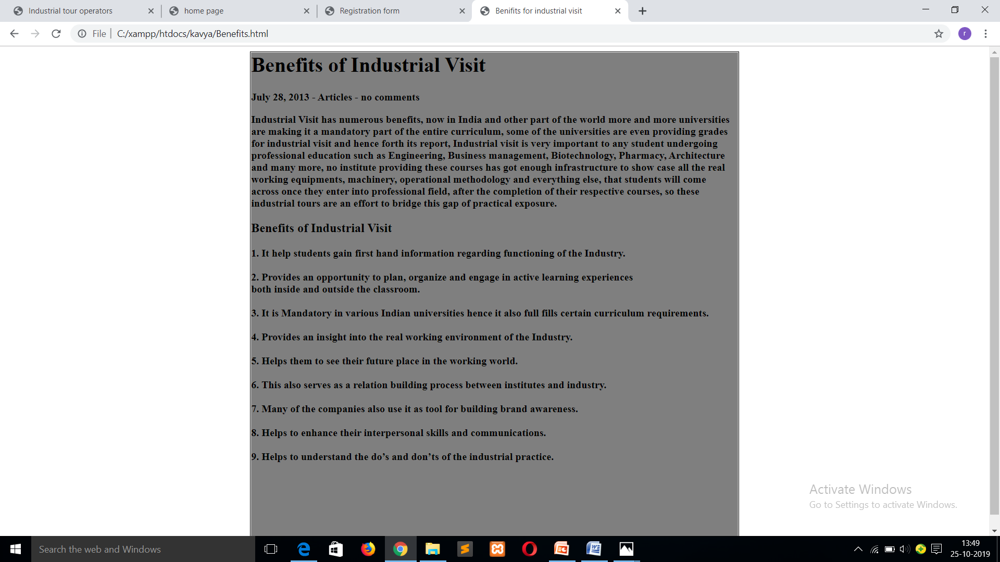 Industrial tour operators
home page
Registration form
Benifits for industrial visit
File
C:/xampp/htdocs/kavya/Benefits.html
r
Benefits of Industrial Visit
July 28, 2013 - Articles - no comments
Industrial Visit has numerous benefits, now in India and other part of the world more and more universities
are making it a mandatory part of the entire curriculum, some of the universities are even providing grades
for industrial visit and hence forth its report, Industrial visit is very important to any student undergoing
professional education such as Engineering, Business management, Biotechnology, Pharmacy, Architecture
and many more, no institute providing these courses has got enough infrastructure to show case all the real
working equipments, machinery, operational methodology and everything else, that students will come
across once they enter into professional field, after the completion of their respective courses, so these
industrial tours are an effort to bridge this gap of practical exposure.
Benefits of Industrial Visit
1. It help students gain first hand information regarding functioning of the Industry.
2. Provides an opportunity to plan, organize and engage in active learning experiences
both inside and outside the classroom.
3. It is Mandatory in various Indian universities hence it also full fills certain curriculum requirements.
4. Provides an insight into the real working environment of the Industry.
5. Helps them to see their future place in the working world.
6. This also serves as a relation building process between institutes and industry.
7. Many of the companies also use it as tool for building brand awareness.
8. Helps to enhance their interpersonal skills and communications.
9. Helps to understand the do’s and don’ts of the industrial practice.
Activate Windows
Go to Settings to activate Windows.
Search the web and Windows
13:49
25-10-2019